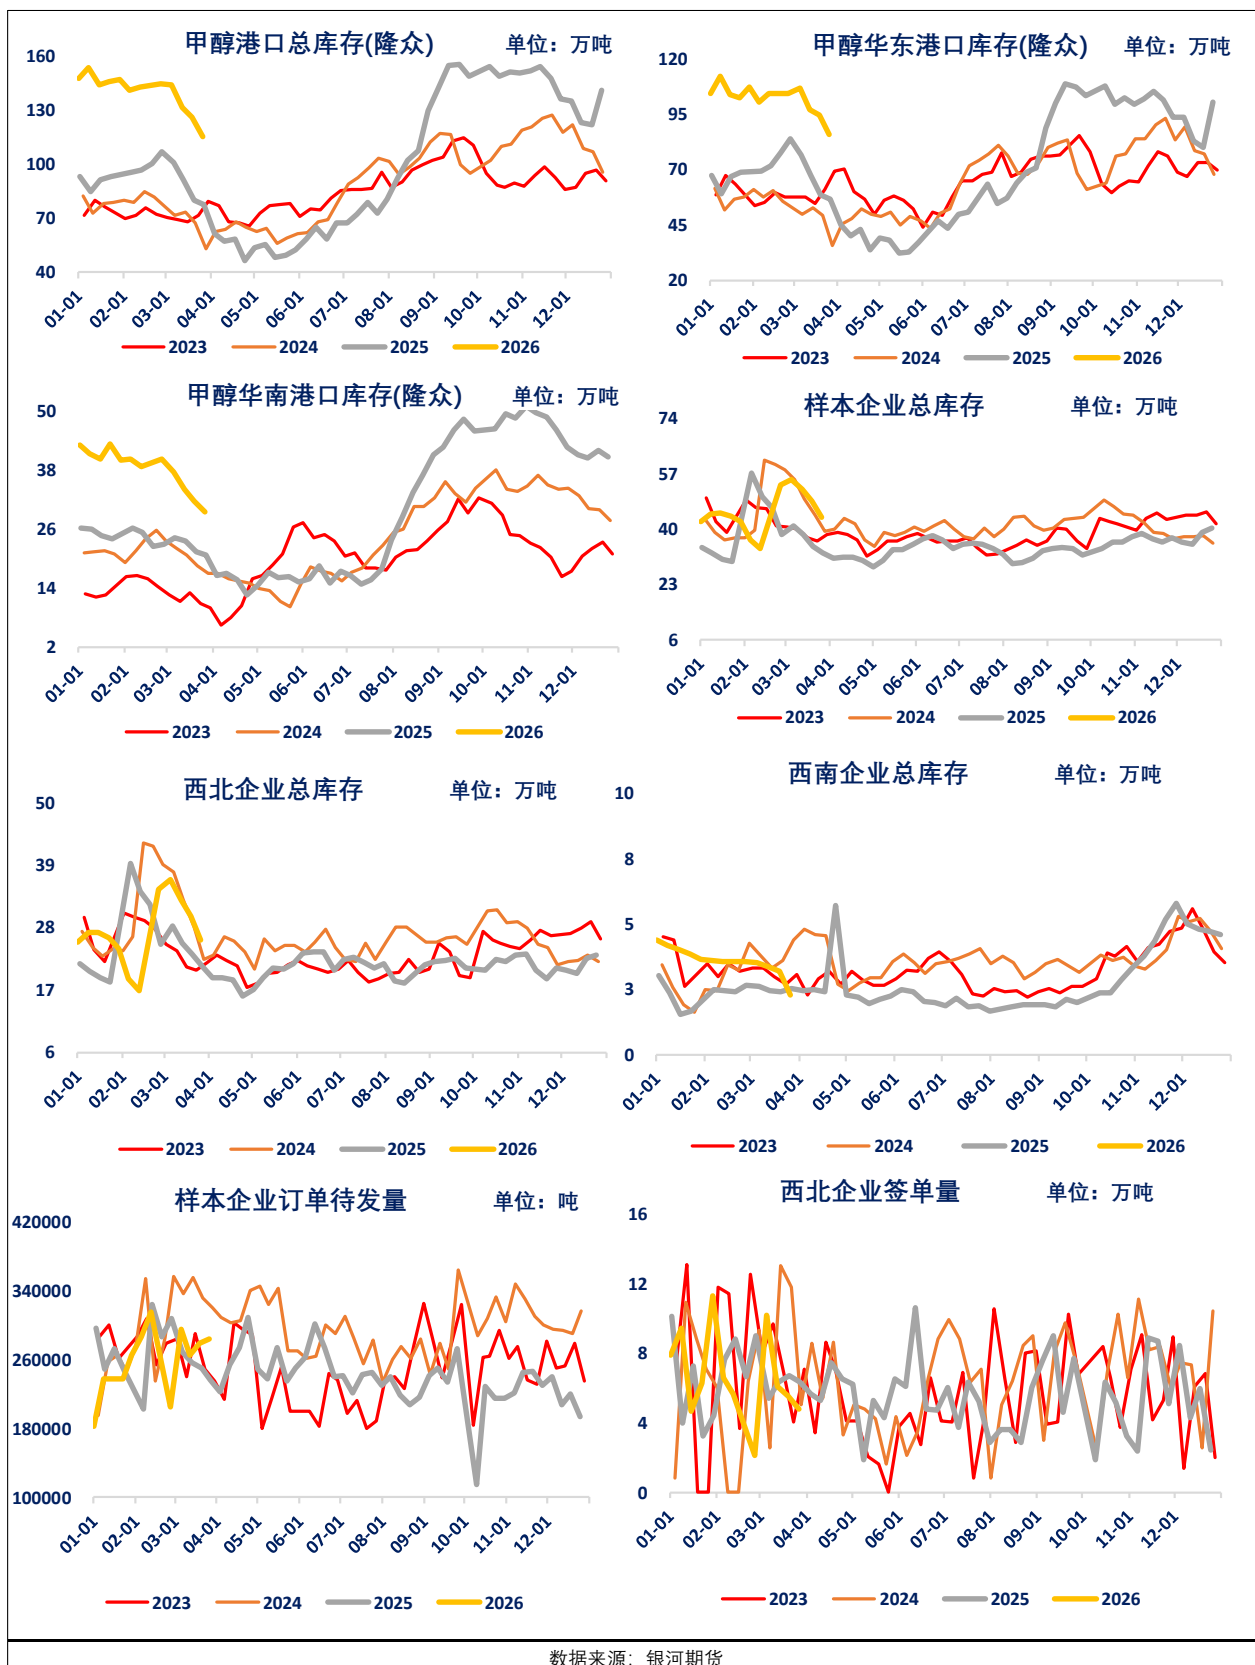 甲醇港口总库存(隆众) 单位：万吨
160
130
100
70
40
01-01 02-01 03-01 04-01 05-01 06-01 07-01 08-01 09-01 10-01 11-01 12-01
2023 2024 2025 2026
甲醇华东港口库存(隆众) 单位：万吨
120
95
70
45
20
01-01 02-01 03-01 04-01 05-01 06-01 07-01 08-01 09-01 10-01 11-01 12-01
2023 2024 2025 2026
甲醇华南港口库存(隆众) 单位：万吨
50
38
26
14
2
01-01 02-01 03-01 04-01 05-01 06-01 07-01 08-01 09-01 10-01 11-01 12-01
2023 2024 2025 2026
样本企业总库存 单位：万吨
74
57
40
23
6
01-01 02-01 03-01 04-01 05-01 06-01 07-01 08-01 09-01 10-01 11-01 12-01
2023 2024 2025 2026
西北企业总库存 单位：万吨
50
39
28
17
6
01-01 02-01 03-01 04-01 05-01 06-01 07-01 08-01 09-01 10-01 11-01 12-01
2023 2024 2025 2026
西南企业总库存 单位：万吨
10
8
5
3
0
01-01 02-01 03-01 04-01 05-01 06-01 07-01 08-01 09-01 10-01 11-01 12-01
2023 2024 2025 2026
样本企业订单待发量 单位：吨
420000
340000
260000
180000
100000
01-01 02-01 03-01 04-01 05-01 06-01 07-01 08-01 09-01 10-01 11-01 12-01
2023 2024 2025 2026
西北企业签单量 单位：万吨
16
12
8
4
0
01-01 02-01 03-01 04-01 05-01 06-01 07-01 08-01 09-01 10-01 11-01 12-01
2023 2024 2025 2026
数据来源：银河期货